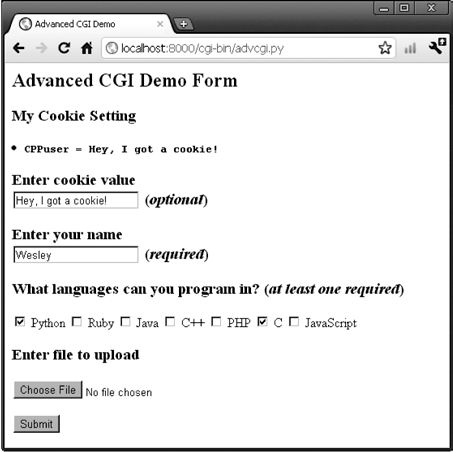 Advanced CGI Demo
localhost:8000/cgi-bin/advcgi.py
Advanced CGI Demo Form
My Cookie Setting
• CPPuser = Hey, I got a cookie!
Enter cookie value
Hey, I got a cookie! (optional)
Enter your name
Wesley (required)
What languages can you program in? (at least one required)
Python Ruby Java C++ PHP C JavaScript
Enter file to upload
Choose File No file chosen
Submit